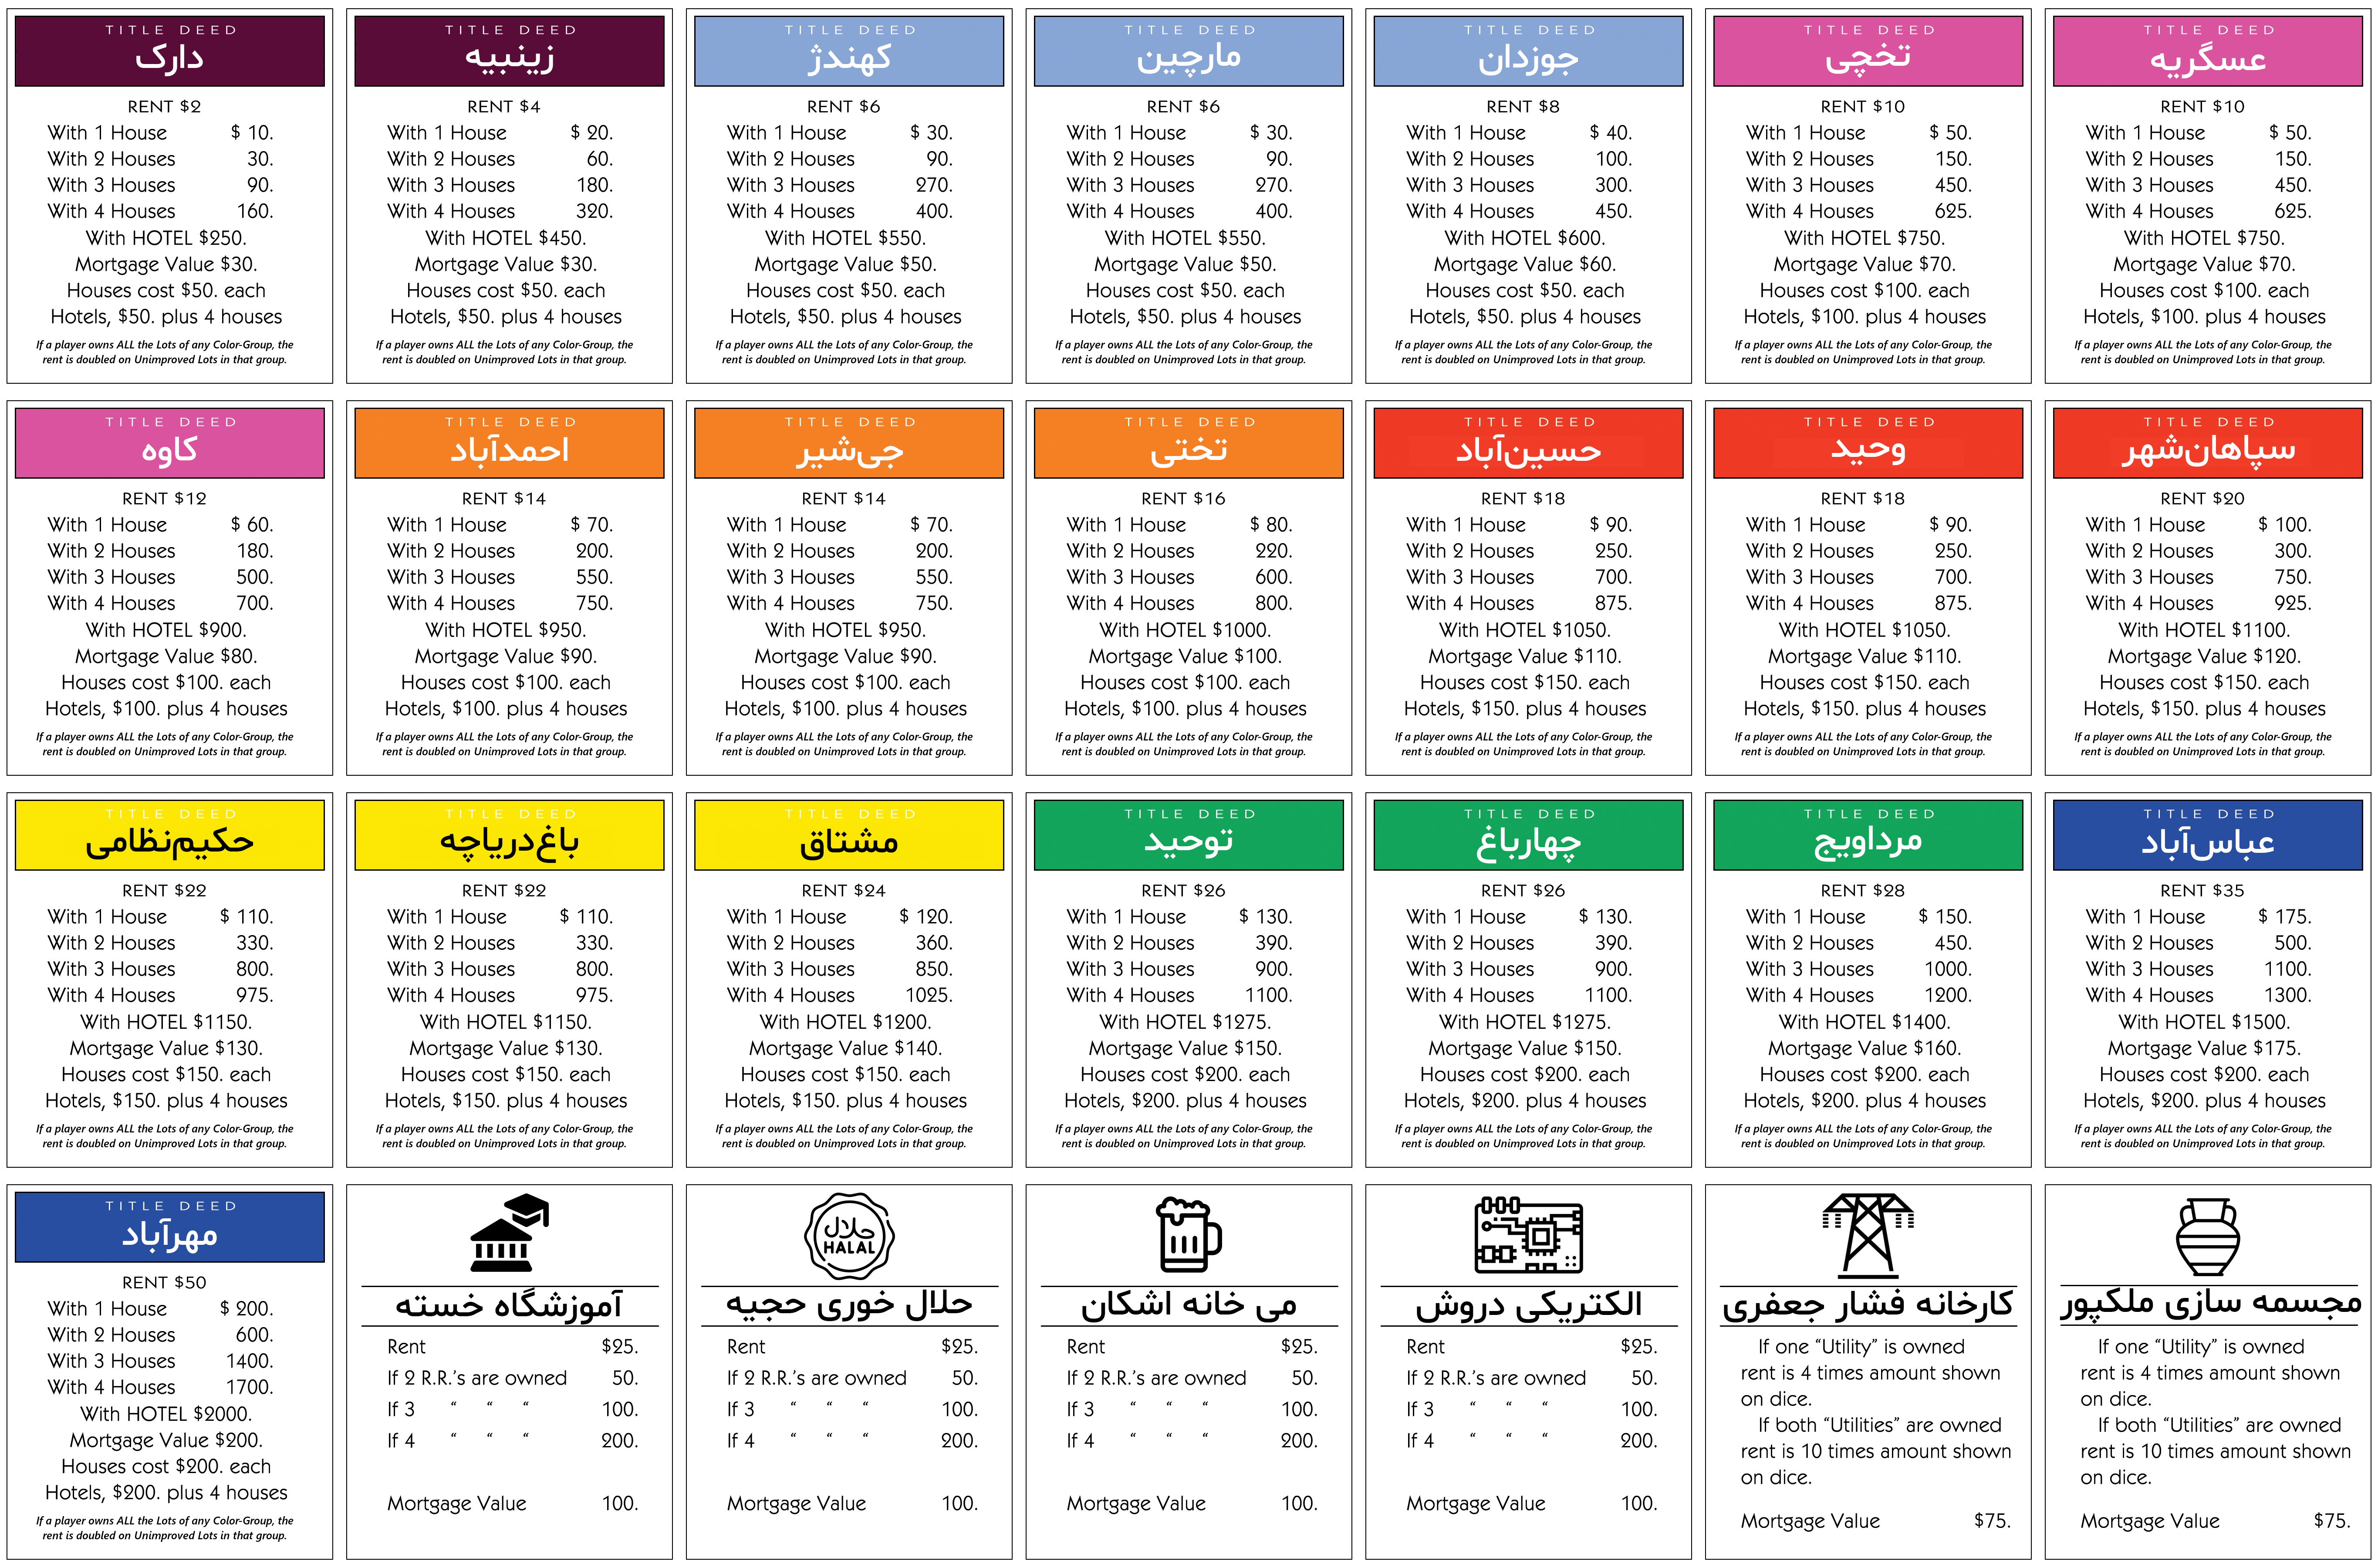 TITLE DEED
دارک
RENT $2
With 1 House $ 10.
With 2 Houses 30.
With 3 Houses 90.
With 4 Houses 160.
With HOTEL $250.
Mortgage Value $30.
Houses cost $50. each
Hotels, $50. plus 4 houses
If a player owns ALL the Lots of any Color-Group, the
rent is doubled on Unimproved Lots in that group.
TITLE DEED
زینبیه
RENT $4
With 1 House $ 20.
With 2 Houses 60.
With 3 Houses 180.
With 4 Houses 320.
With HOTEL $450.
Mortgage Value $30.
Houses cost $50. each
Hotels, $50. plus 4 houses
If a player owns ALL the Lots of any Color-Group, the
rent is doubled on Unimproved Lots in that group.
TITLE DEED
کهندژ
RENT $6
With 1 House $ 30.
With 2 Houses 90.
With 3 Houses 270.
With 4 Houses 400.
With HOTEL $550.
Mortgage Value $50.
Houses cost $50. each
Hotels, $50. plus 4 houses
If a player owns ALL the Lots of any Color-Group, the
rent is doubled on Unimproved Lots in that group.
TITLE DEED
مارچین
RENT $6
With 1 House $ 30.
With 2 Houses 90.
With 3 Houses 270.
With 4 Houses 400.
With HOTEL $550.
Mortgage Value $50.
Houses cost $50. each
Hotels, $50. plus 4 houses
If a player owns ALL the Lots of any Color-Group, the
rent is doubled on Unimproved Lots in that group.
TITLE DEED
جوزدان
RENT $8
With 1 House $ 40.
With 2 Houses 100.
With 3 Houses 300.
With 4 Houses 450.
With HOTEL $600.
Mortgage Value $60.
Houses cost $50. each
Hotels, $50. plus 4 houses
If a player owns ALL the Lots of any Color-Group, the
rent is doubled on Unimproved Lots in that group.
TITLE DEED
تخچی
RENT $10
With 1 House $ 50.
With 2 Houses 150.
With 3 Houses 450.
With 4 Houses 625.
With HOTEL $750.
Mortgage Value $70.
Houses cost $100. each
Hotels, $100. plus 4 houses
If a player owns ALL the Lots of any Color-Group, the
rent is doubled on Unimproved Lots in that group.
TITLE DEED
عسگریه
RENT $10
With 1 House $ 50.
With 2 Houses 150.
With 3 Houses 450.
With 4 Houses 625.
With HOTEL $750.
Mortgage Value $70.
Houses cost $100. each
Hotels, $100. plus 4 houses
If a player owns ALL the Lots of any Color-Group, the
rent is doubled on Unimproved Lots in that group.
TITLE DEED
کاوه
RENT $12
With 1 House $ 60.
With 2 Houses 180.
With 3 Houses 500.
With 4 Houses 700.
With HOTEL $900.
Mortgage Value $80.
Houses cost $100. each
Hotels, $100. plus 4 houses
If a player owns ALL the Lots of any Color-Group, the
rent is doubled on Unimproved Lots in that group.
TITLE DEED
احمدآباد
RENT $14
With 1 House $ 70.
With 2 Houses 200.
With 3 Houses 550.
With 4 Houses 750.
With HOTEL $950.
Mortgage Value $90.
Houses cost $100. each
Hotels, $100. plus 4 houses
If a player owns ALL the Lots of any Color-Group, the
rent is doubled on Unimproved Lots in that group.
TITLE DEED
جی‌شیر
RENT $14
With 1 House $ 70.
With 2 Houses 200.
With 3 Houses 550.
With 4 Houses 750.
With HOTEL $950.
Mortgage Value $90.
Houses cost $100. each
Hotels, $100. plus 4 houses
If a player owns ALL the Lots of any Color-Group, the
rent is doubled on Unimproved Lots in that group.
TITLE DEED
تختی
RENT $16
With 1 House $ 80.
With 2 Houses 220.
With 3 Houses 600.
With 4 Houses 800.
With HOTEL $1000.
Mortgage Value $100.
Houses cost $100. each
Hotels, $100. plus 4 houses
If a player owns ALL the Lots of any Color-Group, the
rent is doubled on Unimproved Lots in that group.
TITLE DEED
حسین‌آباد
RENT $18
With 1 House $ 90.
With 2 Houses 250.
With 3 Houses 700.
With 4 Houses 875.
With HOTEL $1050.
Mortgage Value $110.
Houses cost $150. each
Hotels, $150. plus 4 houses
If a player owns ALL the Lots of any Color-Group, the
rent is doubled on Unimproved Lots in that group.
TITLE DEED
وحید
RENT $18
With 1 House $ 90.
With 2 Houses 250.
With 3 Houses 700.
With 4 Houses 875.
With HOTEL $1050.
Mortgage Value $110.
Houses cost $150. each
Hotels, $150. plus 4 houses
If a player owns ALL the Lots of any Color-Group, the
rent is doubled on Unimproved Lots in that group.
TITLE DEED
سپاهان‌شهر
RENT $20
With 1 House $ 100.
With 2 Houses 300.
With 3 Houses 750.
With 4 Houses 925.
With HOTEL $1100.
Mortgage Value $120.
Houses cost $150. each
Hotels, $150. plus 4 houses
If a player owns ALL the Lots of any Color-Group, the
rent is doubled on Unimproved Lots in that group.
TITLE DEED
حکیم‌نظامی
RENT $22
With 1 House $ 110.
With 2 Houses 330.
With 3 Houses 800.
With 4 Houses 975.
With HOTEL $1150.
Mortgage Value $130.
Houses cost $150. each
Hotels, $150. plus 4 houses
If a player owns ALL the Lots of any Color-Group, the
rent is doubled on Unimproved Lots in that group.
TITLE DEED
باغ‌دریاچه
RENT $22
With 1 House $ 110.
With 2 Houses 330.
With 3 Houses 800.
With 4 Houses 975.
With HOTEL $1150.
Mortgage Value $130.
Houses cost $150. each
Hotels, $150. plus 4 houses
If a player owns ALL the Lots of any Color-Group, the
rent is doubled on Unimproved Lots in that group.
TITLE DEED
مشتاق
RENT $24
With 1 House $ 120.
With 2 Houses 360.
With 3 Houses 850.
With 4 Houses 1025.
With HOTEL $1200.
Mortgage Value $140.
Houses cost $150. each
Hotels, $150. plus 4 houses
If a player owns ALL the Lots of any Color-Group, the
rent is doubled on Unimproved Lots in that group.
TITLE DEED
توحید
RENT $26
With 1 House $ 130.
With 2 Houses 390.
With 3 Houses 900.
With 4 Houses 1100.
With HOTEL $1275.
Mortgage Value $150.
Houses cost $200. each
Hotels, $200. plus 4 houses
If a player owns ALL the Lots of any Color-Group, the
rent is doubled on Unimproved Lots in that group.
TITLE DEED
چهارباغ
RENT $26
With 1 House $ 130.
With 2 Houses 390.
With 3 Houses 900.
With 4 Houses 1100.
With HOTEL $1275.
Mortgage Value $150.
Houses cost $200. each
Hotels, $200. plus 4 houses
If a player owns ALL the Lots of any Color-Group, the
rent is doubled on Unimproved Lots in that group.
TITLE DEED
مرداویج
RENT $28
With 1 House $ 150.
With 2 Houses 450.
With 3 Houses 1000.
With 4 Houses 1200.
With HOTEL $1400.
Mortgage Value $160.
Houses cost $200. each
Hotels, $200. plus 4 houses
If a player owns ALL the Lots of any Color-Group, the
rent is doubled on Unimproved Lots in that group.
TITLE DEED
عباس‌آباد
RENT $35
With 1 House $ 175.
With 2 Houses 500.
With 3 Houses 1100.
With 4 Houses 1300.
With HOTEL $1500.
Mortgage Value $175.
Houses cost $200. each
Hotels, $200. plus 4 houses
If a player owns ALL the Lots of any Color-Group, the
rent is doubled on Unimproved Lots in that group.
TITLE DEED
مهرآباد
RENT $50
With 1 House $ 200.
With 2 Houses 600.
With 3 Houses 1400.
With 4 Houses 1700.
With HOTEL $2000.
Mortgage Value $200.
Houses cost $200. each
Hotels, $200. plus 4 houses
If a player owns ALL the Lots of any Color-Group, the
rent is doubled on Unimproved Lots in that group.
آموزشگاه خسته
Rent $25.
If 2 R.R.’s are owned 50.
If 3 “ “ “ 100.
If 4 “ “ “ 200.
Mortgage Value 100.
حلال
HALAL
حلال خوری حجیه
Rent $25.
If 2 R.R.’s are owned 50.
If 3 “ “ “ 100.
If 4 “ “ “ 200.
Mortgage Value 100.
می خانه اشکان
Rent $25.
If 2 R.R.’s are owned 50.
If 3 “ “ “ 100.
If 4 “ “ “ 200.
Mortgage Value 100.
الکتریکی دروش
Rent $25.
If 2 R.R.’s are owned 50.
If 3 “ “ “ 100.
If 4 “ “ “ 200.
Mortgage Value 100.
کارخانه فشار جعفری
If one “Utility” is owned
rent is 4 times amount shown
on dice.
If both “Utilities” are owned
rent is 10 times amount shown
on dice.
Mortgage Value $75.
مجسمه سازی ملکپور
If one “Utility” is owned
rent is 4 times amount shown
on dice.
If both “Utilities” are owned
rent is 10 times amount shown
on dice.
Mortgage Value $75.